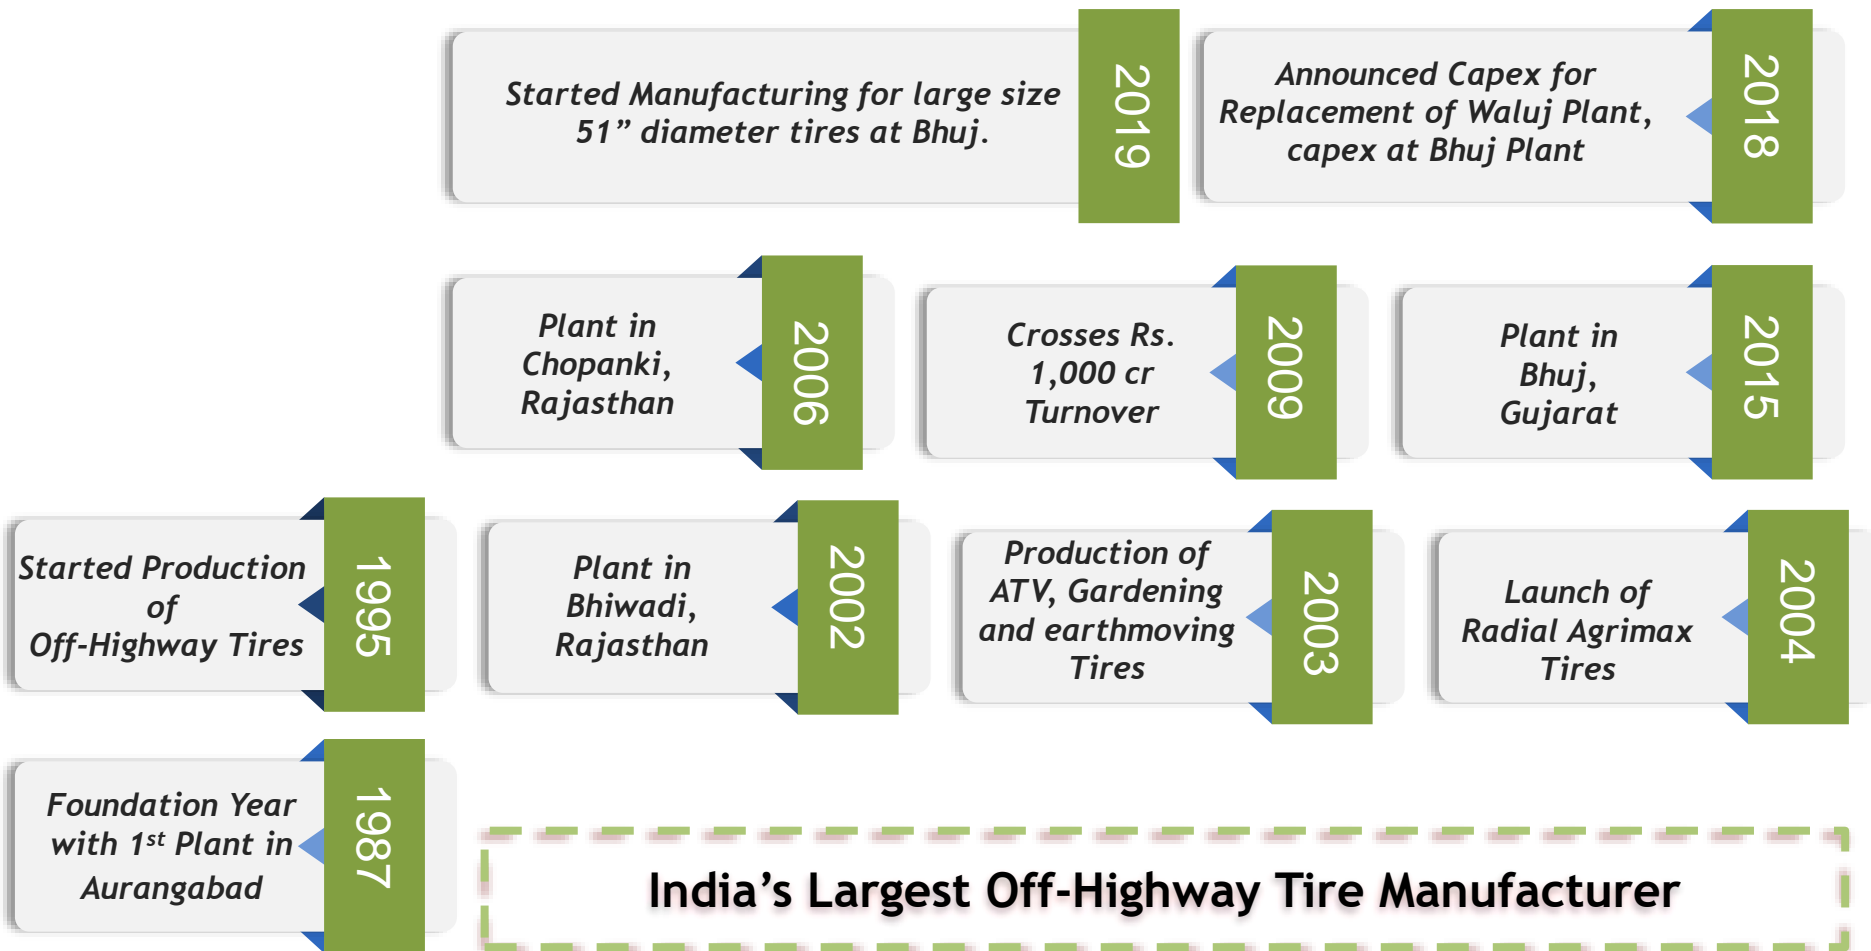 Started Manufacturing for large size
51” diameter tires at Bhuj.
2019
Announced Capex for
Replacement of Waluj Plant,
capex at Bhuj Plant
2018
Plant in
Chopanki,
Rajasthan
2006
Crosses Rs.
1,000 cr
Turnover
2009
Plant in
Bhuj,
Gujarat
2015
Started Production
of
Off-Highway Tires
1995
Plant in
Bhiwadi,
Rajasthan
2002
Production of
ATV, Gardening
and earthmoving
Tires
2003
Launch of
Radial Agrimax
Tires
2004
Foundation Year
with 1st Plant in
Aurangabad
1987
India’s Largest Off-Highway Tire Manufacturer